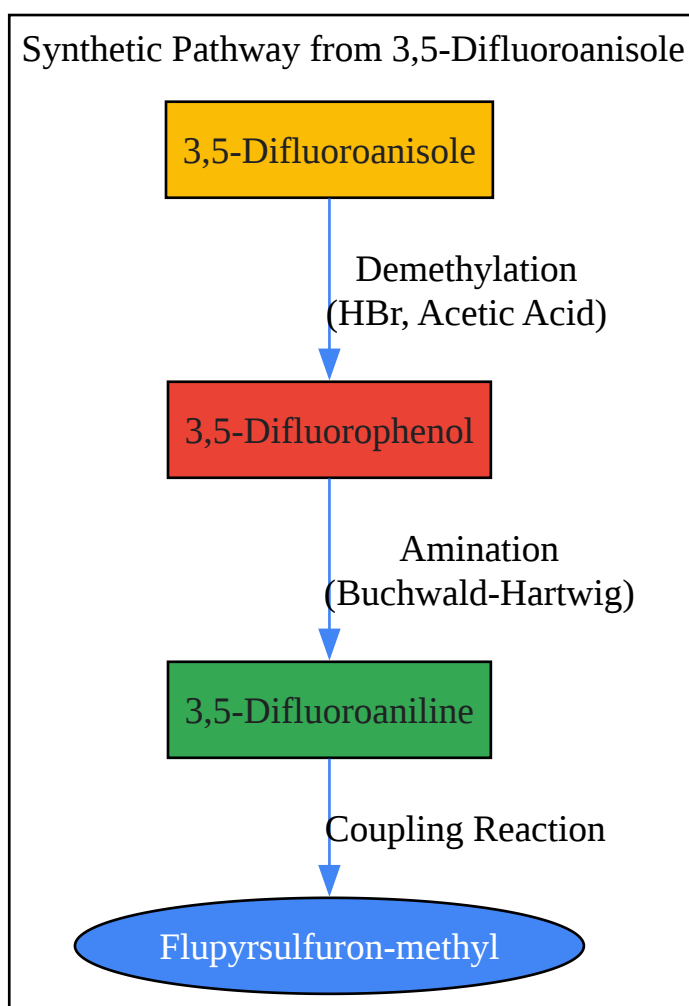 Synthetic Pathway from 3,5-Difluoroanisole
3,5-Difluoroanisole
Demethylation
(HBr, Acetic Acid)
3,5-Difluorophenol
Amination
(Buchwald-Hartwig)
3,5-Difluoroaniline
Coupling Reaction
Flupyrsulfuron-methyl